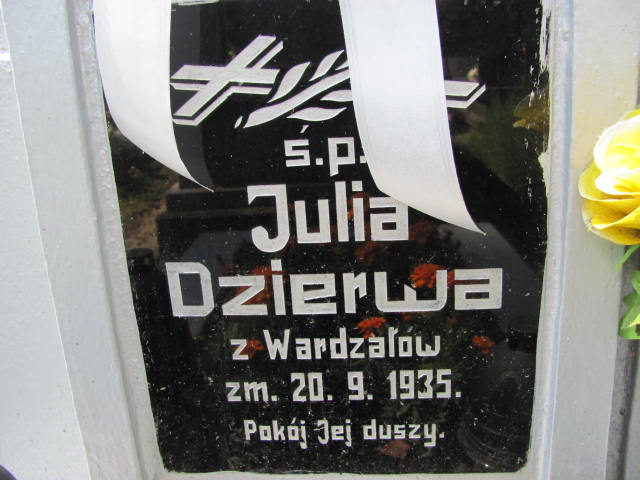 ś.p.
Julia
Dzierwa
z Wardzałów
zm. 20. 9. 1935.
Pokój Jej duszy.